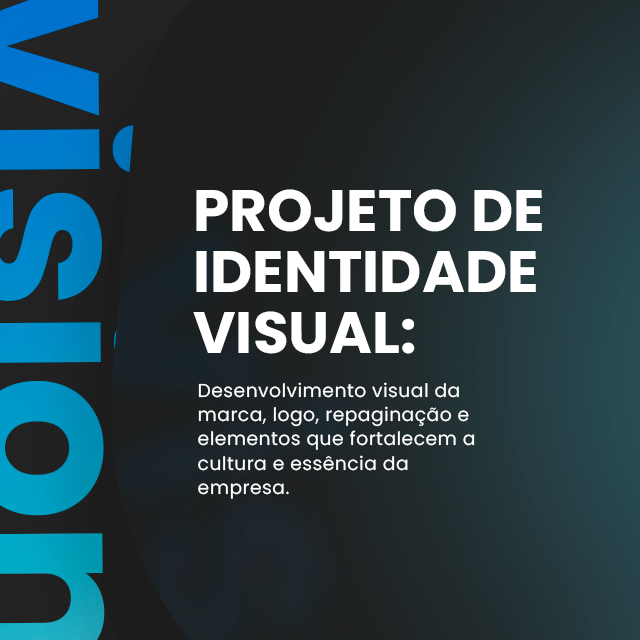 vision
PROJETO DE
IDENTIDADE
VISUAL:
Desenvolvimento visual da
marca, logo, repaginação e
elementos que fortalecem a
cultura e essência da
empresa.